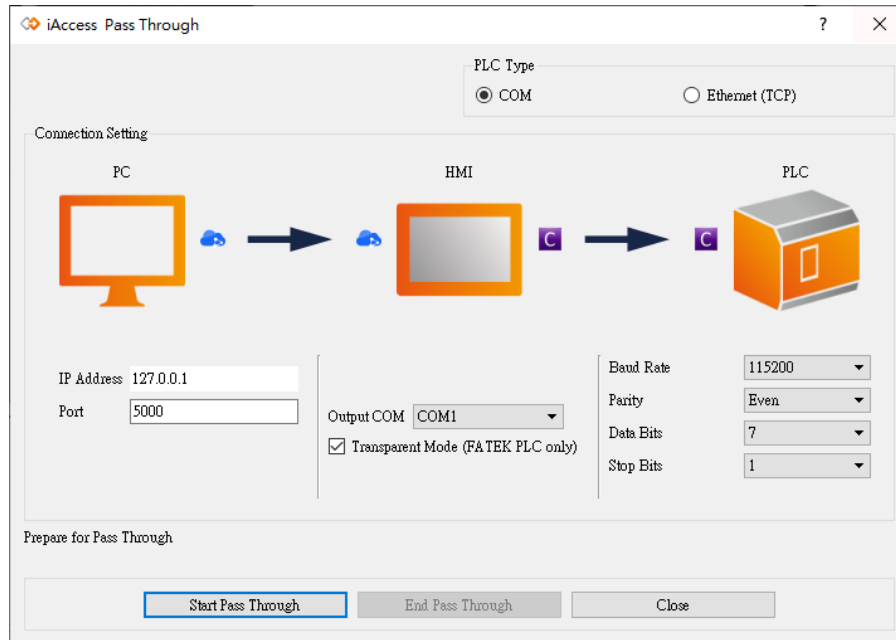 iAccess Pass Through
?
PLC Type
COM
Ethernet (TCP)
Connection Setting
PC
HMI
PLC
C
C
IP Address 127.0.0.1
Port 5000
Output COM COM1
Transparent Mode (FATEK PLC only)
Baud Rate 115200
Parity Even
Data Bits 7
Stop Bits 1
Prepare for Pass Through
Start Pass Through
End Pass Through
Close